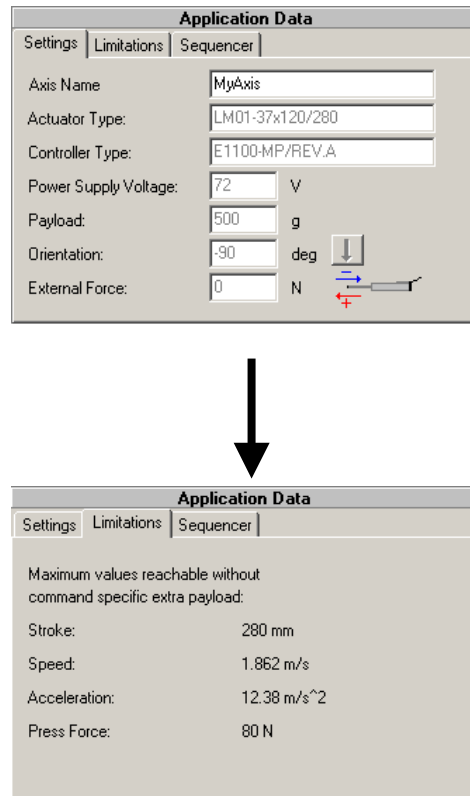 Application Data
Settings Limitations Sequencer
Axis Name MyAxis
Actuator Type: LM01-37x120/280
Controller Type: E1100-MP/REV.A
Power Supply Voltage: 72 V
Payload: 500 g
Orientation: -90 deg
External Force: 0 N
Application Data
Settings Limitations Sequencer
Maximum values reachable without
command specific extra payload:
Stroke: 280 mm
Speed: 1.862 m/s
Acceleration: 12.38 m/s^2
Press Force: 80 N